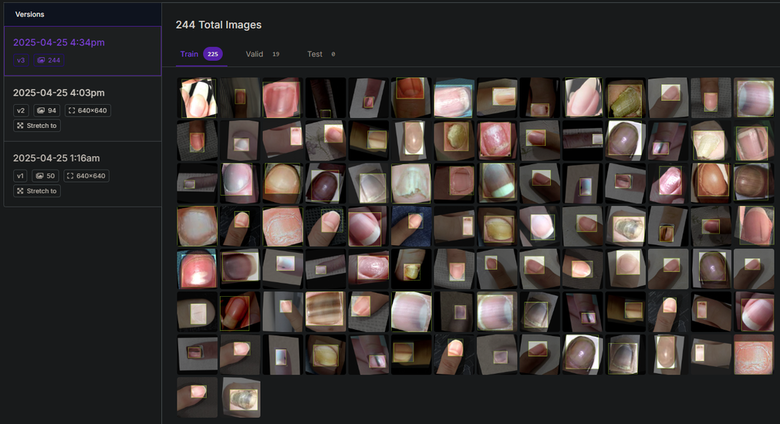 Versions
2025-04-25 4:34pm
v3 244
2025-04-25 4:03pm
v2 94 640×640
Stretch to
2025-04-25 1:16am
v1 50 640×640
Stretch to
244 Total Images
Train 225 Valid 19 Test 0